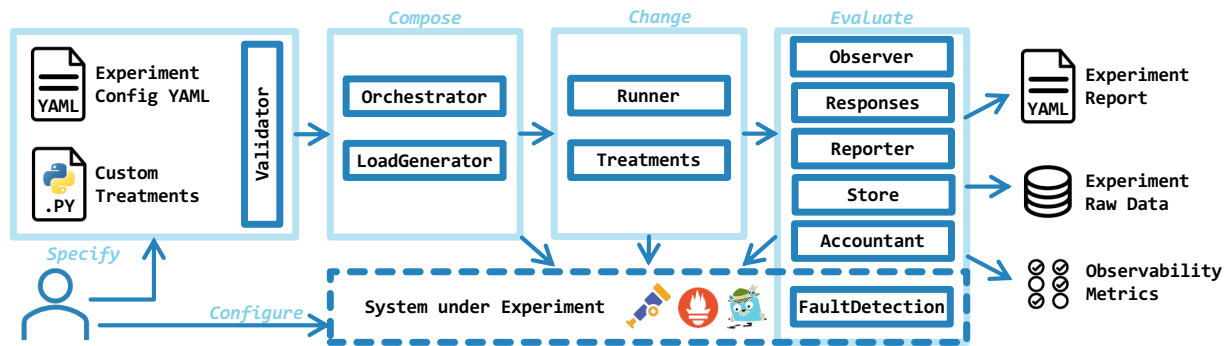 Compose
Change
Evaluate
YAML
Experiment
Config YAML
.PY
Custom
Treatments
Validator
Specify
Configure
Orchestrator
LoadGenerator
Runner
Treatments
Observer
Responses
Reporter
Store
Accountant
FaultDetection
System under Experiment
YAML
Experiment
Report
Experiment
Raw Data
Observability
Metrics